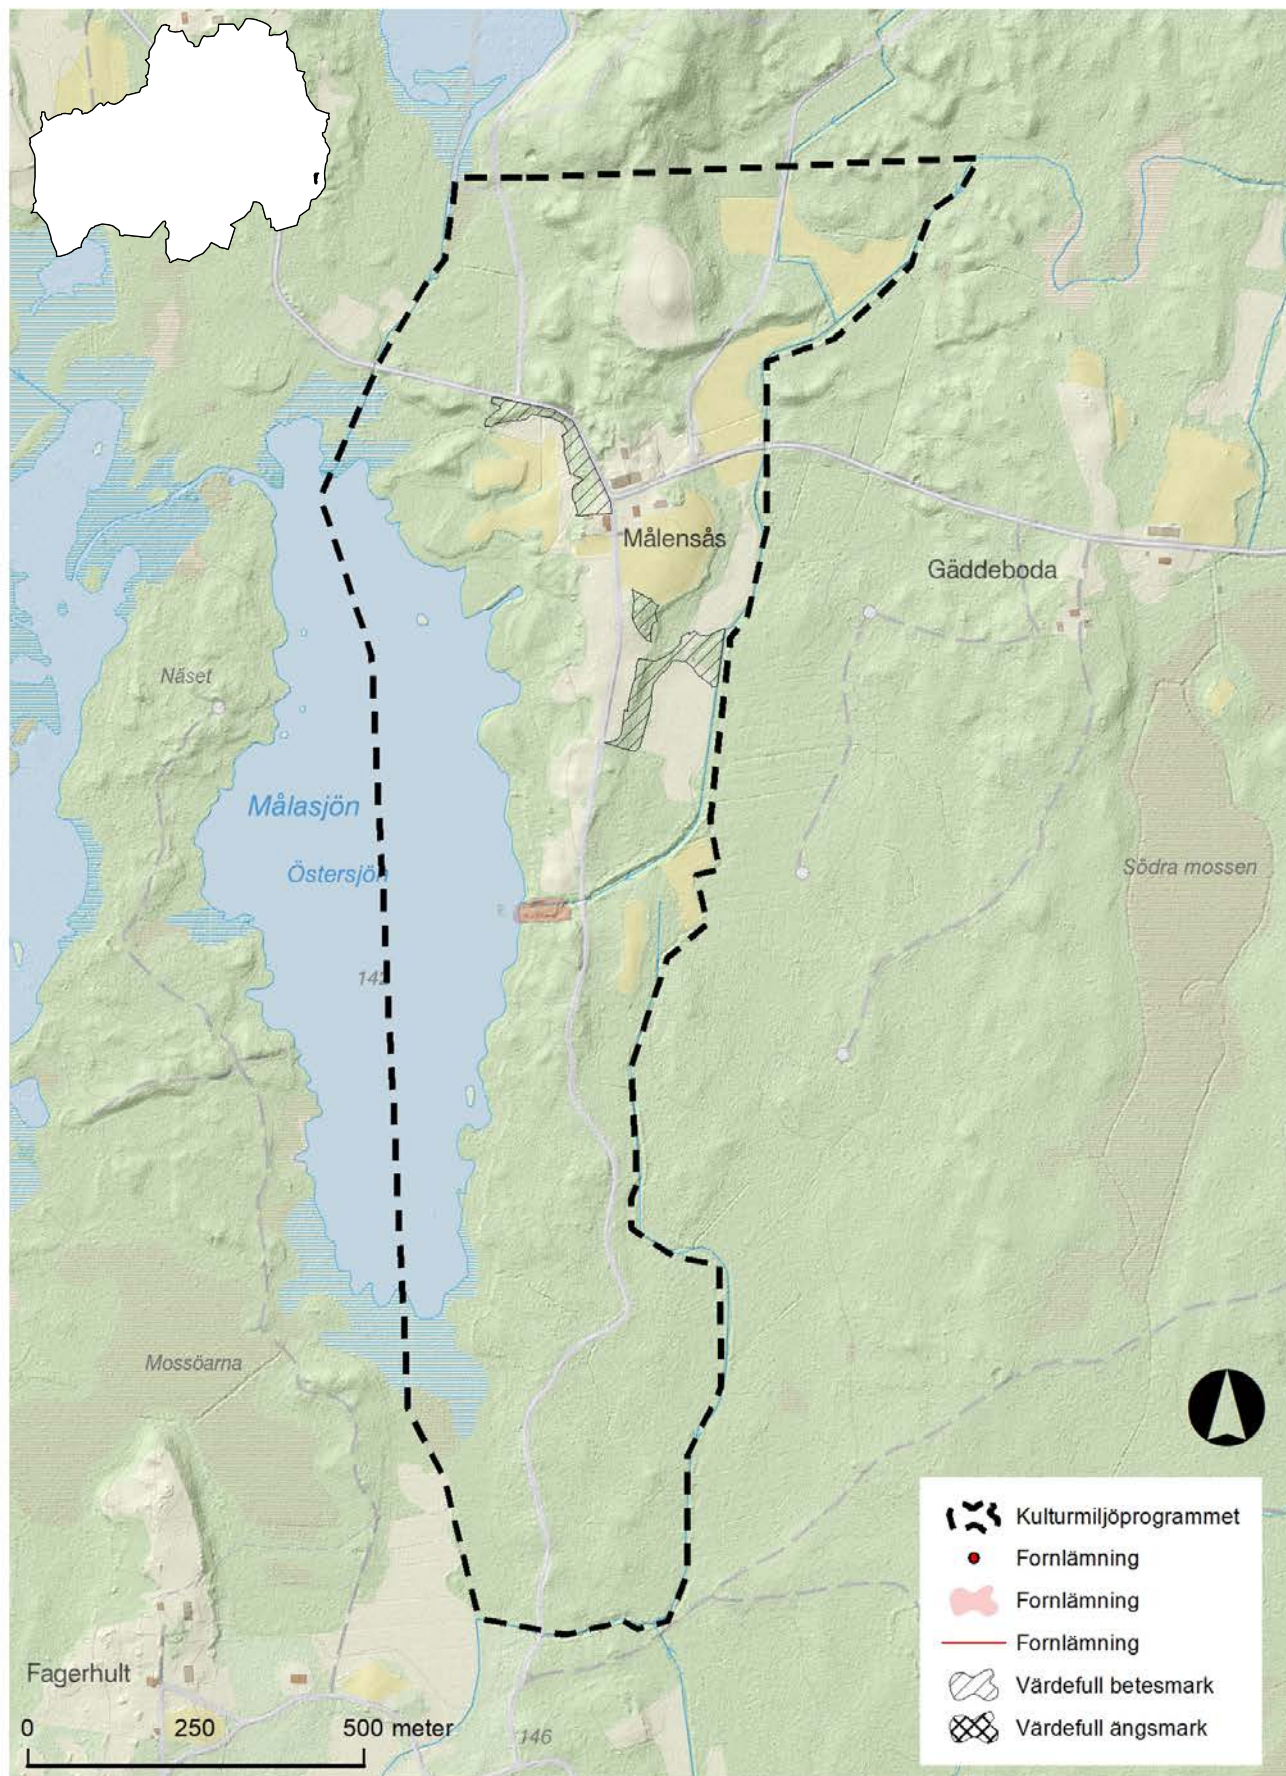 Målensås
Gäddeboda
Näset
Målasjön
Östersjön
Södra mossen
142
Mossöarna
Fagerhult
0 250 500 meter
146
Kulturmiljöprogrammet
Fornlämning
Fornlämning
Fornlämning
Värdefull betesmark
Värdefull ängsmark